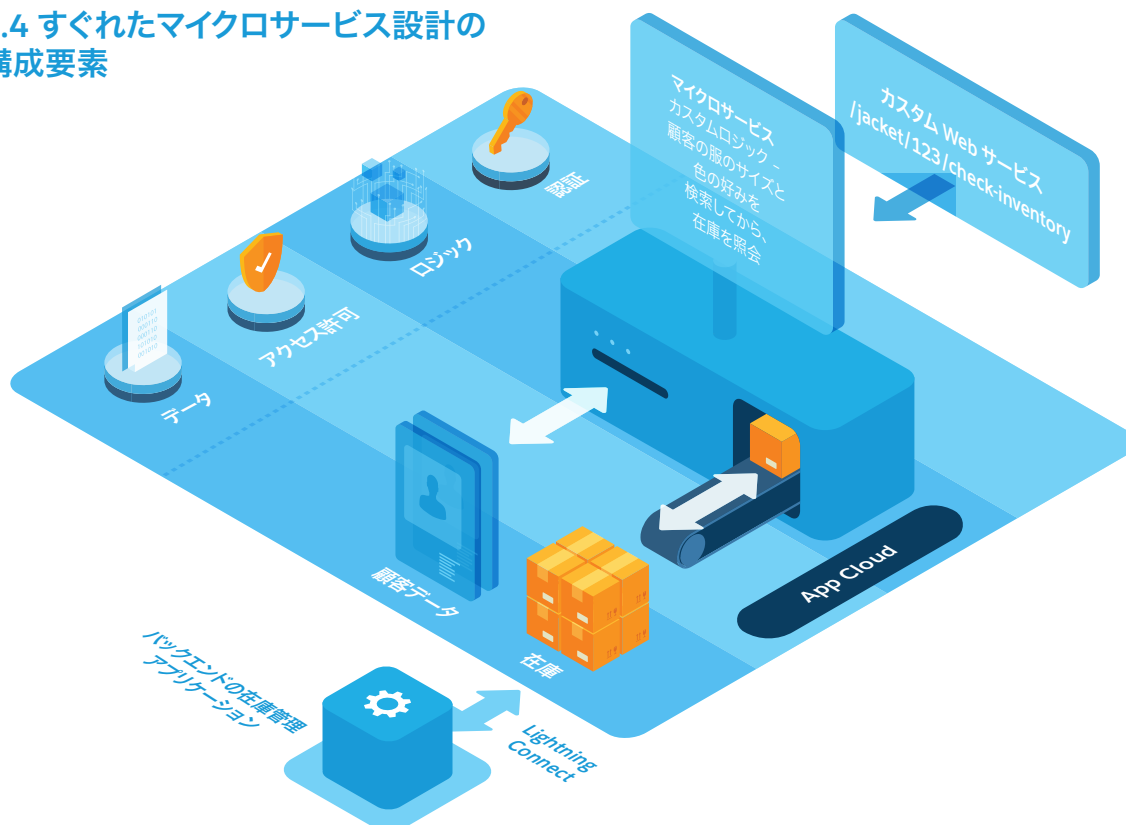 .4 すぐれたマイクロサービス設計の
構成要素
マイクロサービス
カスタムロジック –
顧客の服のサイズと
色の好みを
検索してから、
在庫を照会
カスタム Web サービス
/jacket/123/check-inventory
認証
ロジック
アクセス許可
データ
010101
000110
000110
101010
001010
顧客データ
在庫
App Cloud
バックエンドの在庫管理
アプリケーション
Lightning
Connect